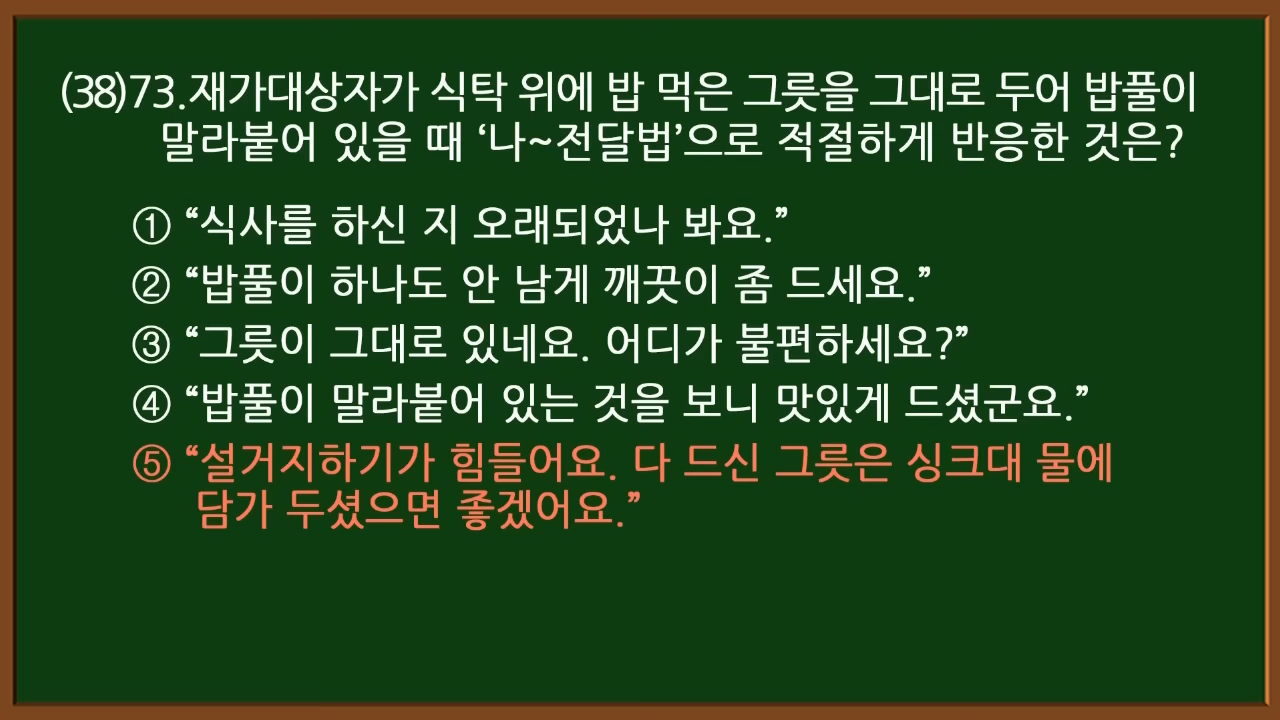 (38)73.재가대상자가 식탁 위에 밥 먹은 그릇을 그대로 두어 밥풀이
말라붙어 있을 때 ‘나~전달법’으로 적절하게 반응한 것은?
① “식사를 하신 지 오래되었나 봐요.”
② “밥풀이 하나도 안 남게 깨끗이 좀 드세요.”
③ “그릇이 그대로 있네요. 어디가 불편하세요?”
④ “밥풀이 말라붙어 있는 것을 보니 맛있게 드셨군요.”
⑤ “설거지하기가 힘들어요. 다 드신 그릇은 싱크대 물에
담가 두셨으면 좋겠어요.”